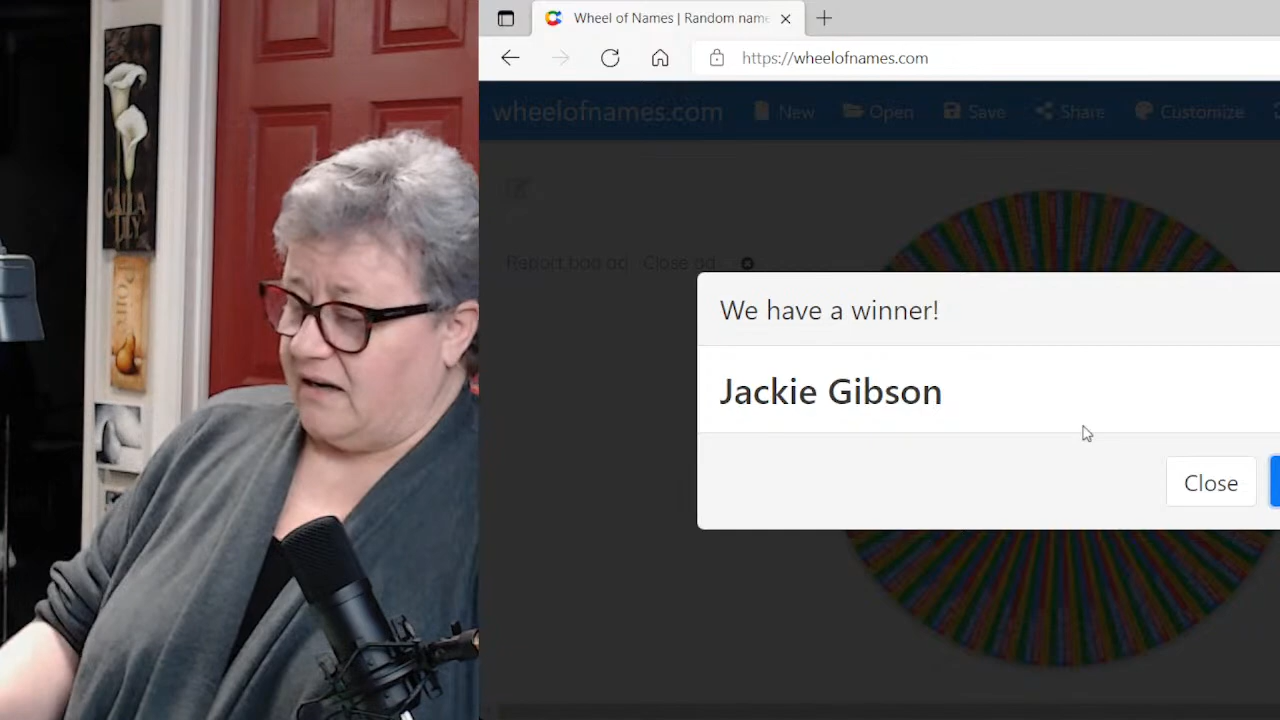 Wheel of Names | Random name
https://wheelofnames.com
wheelofnames.com New Open Save Share Customize
Report bad ad Close ad
We have a winner!
Jackie Gibson
Close
CALLA
LILY